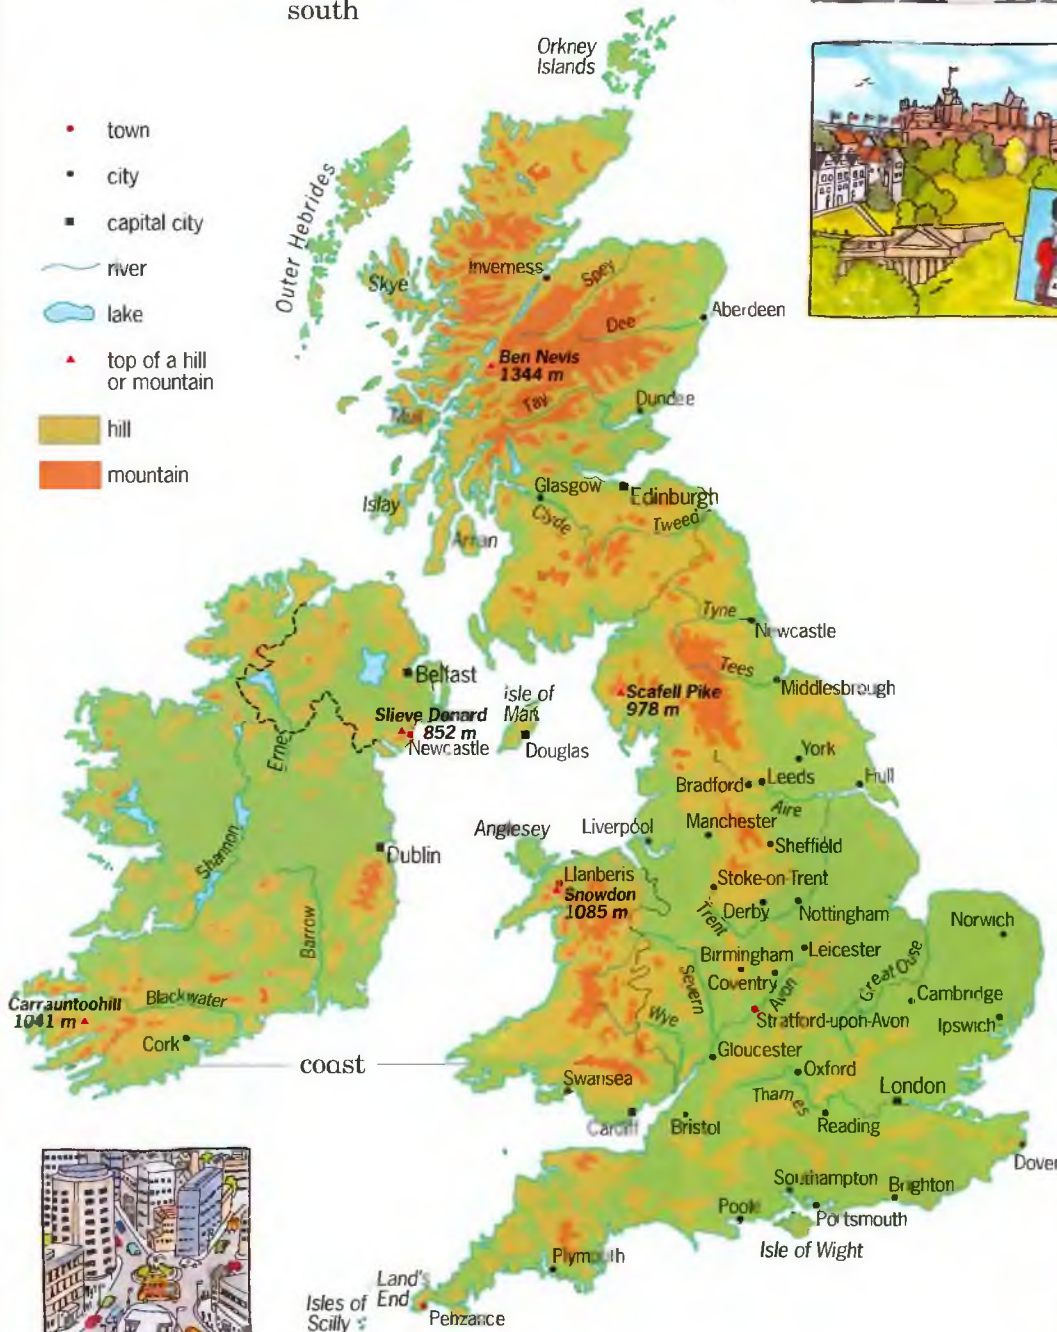 south
Orkney
Islands
town
city
capital city
river
lake
top of a hill
or mountain
hill
mountain
Outer Hebrides
Skye
Inverness
Spey
Dee
Aberdeen
Ben Nevis
1344 m
Tay
Dundee
Mull
Islay
Arran
Glasgow
Clyde
Edinburgh
Tweed
Tyne
Newcastle
Tees
Middlesbrough
Belfast
Slieve Donard
852 m
Newcastle
Isle of
Man
Douglas
Scafell Pike
978 m
Erne
York
Bradford
Leeds
Hull
Aire
Anglesey
Liverpool
Manchester
Sheffield
Shannon
Dublin
Llanberis
Snowdon
1085 m
Stoke-on-Trent
Trent
Derby
Nottingham
Norwich
Barrow
Birmingham
Leicester
Coventry
Avon
Great Ouse
Cambridge
Severn
Wye
Stratford-upon-Avon
Ipswich
Carrauntoohill
1041 m
Blackwater
Cork
coast
Gloucester
Oxford
Swansea
Thames
London
Cardiff
Bristol
Reading
Dover
Southampton
Brighton
Poole
Portsmouth
Isle of Wight
Plymouth
Land's
End
Isles of
Scilly
Penzance